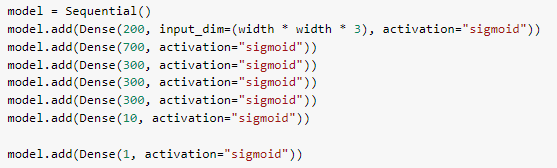 model = Sequential()
model.add(Dense(200, input_dim=(width * width * 3), activation="sigmoid"))
model.add(Dense(700, activation="sigmoid"))
model.add(Dense(300, activation="sigmoid"))
model.add(Dense(300, activation="sigmoid"))
model.add(Dense(300, activation="sigmoid"))
model.add(Dense(10, activation="sigmoid"))
model.add(Dense(1, activation="sigmoid"))